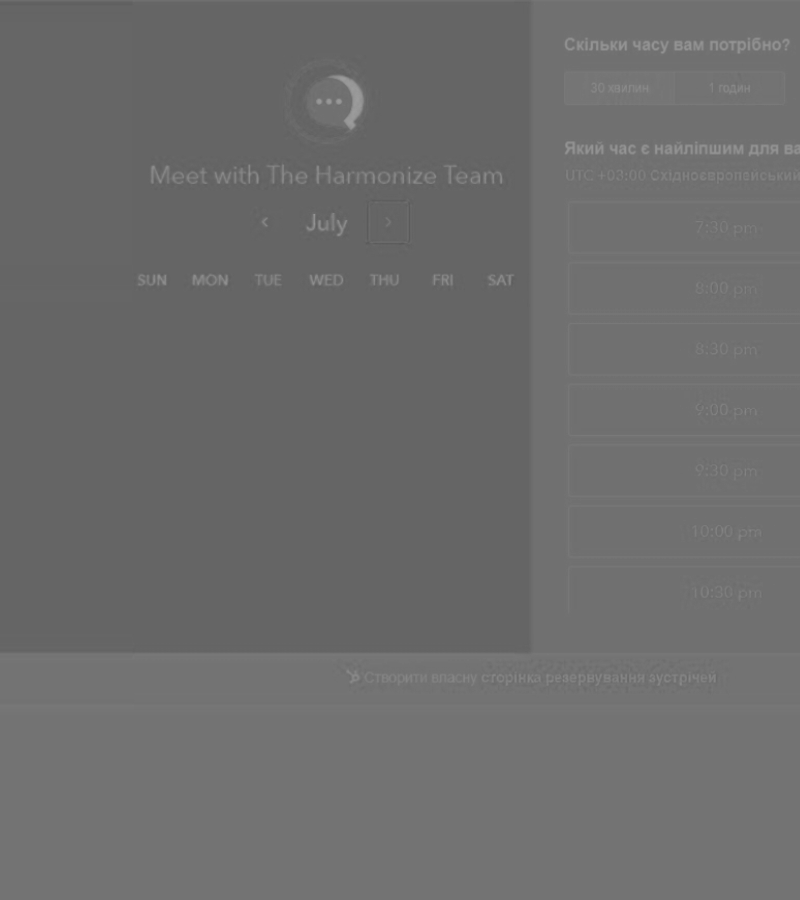 Meet with The Harmonize Team
July
SUN MON TUE WED THU FRI SAT
Скільки часу вам потрібно?
30 хвилин 1 годин
Який час є найліпшим для ва
UTC +03:00 Східноєвропейський
7:30 pm
8:00 pm
8:30 pm
9:00 pm
9:30 pm
10:00 pm
10:30 pm
Створити власну сторінка резервування зустрічей